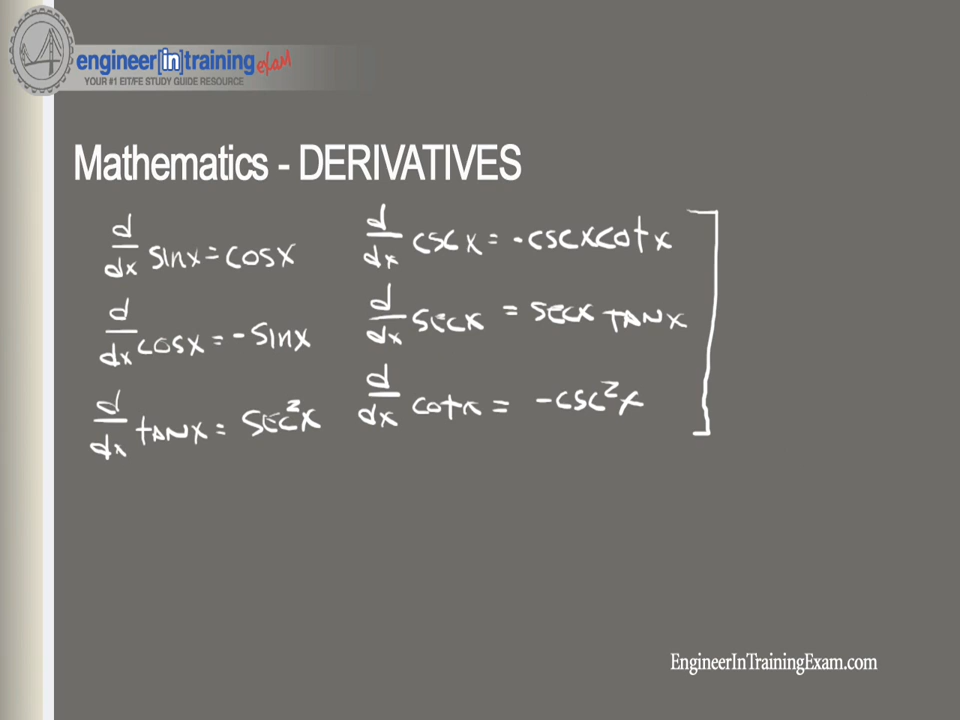 engineer[in]training exam
YOUR #1 EIT/FE STUDY GUIDE RESOURCE
Mathematics - DERIVATIVES
d/dx sinx = cosx
d/dx cosx = -sinx
d/dx TANX = SEC²X
d/dx CSCX = -CSCXCOTX
d/dx SECX = SECX TANX
d/dx COTX = -CSC²X
EngineerInTrainingExam.com